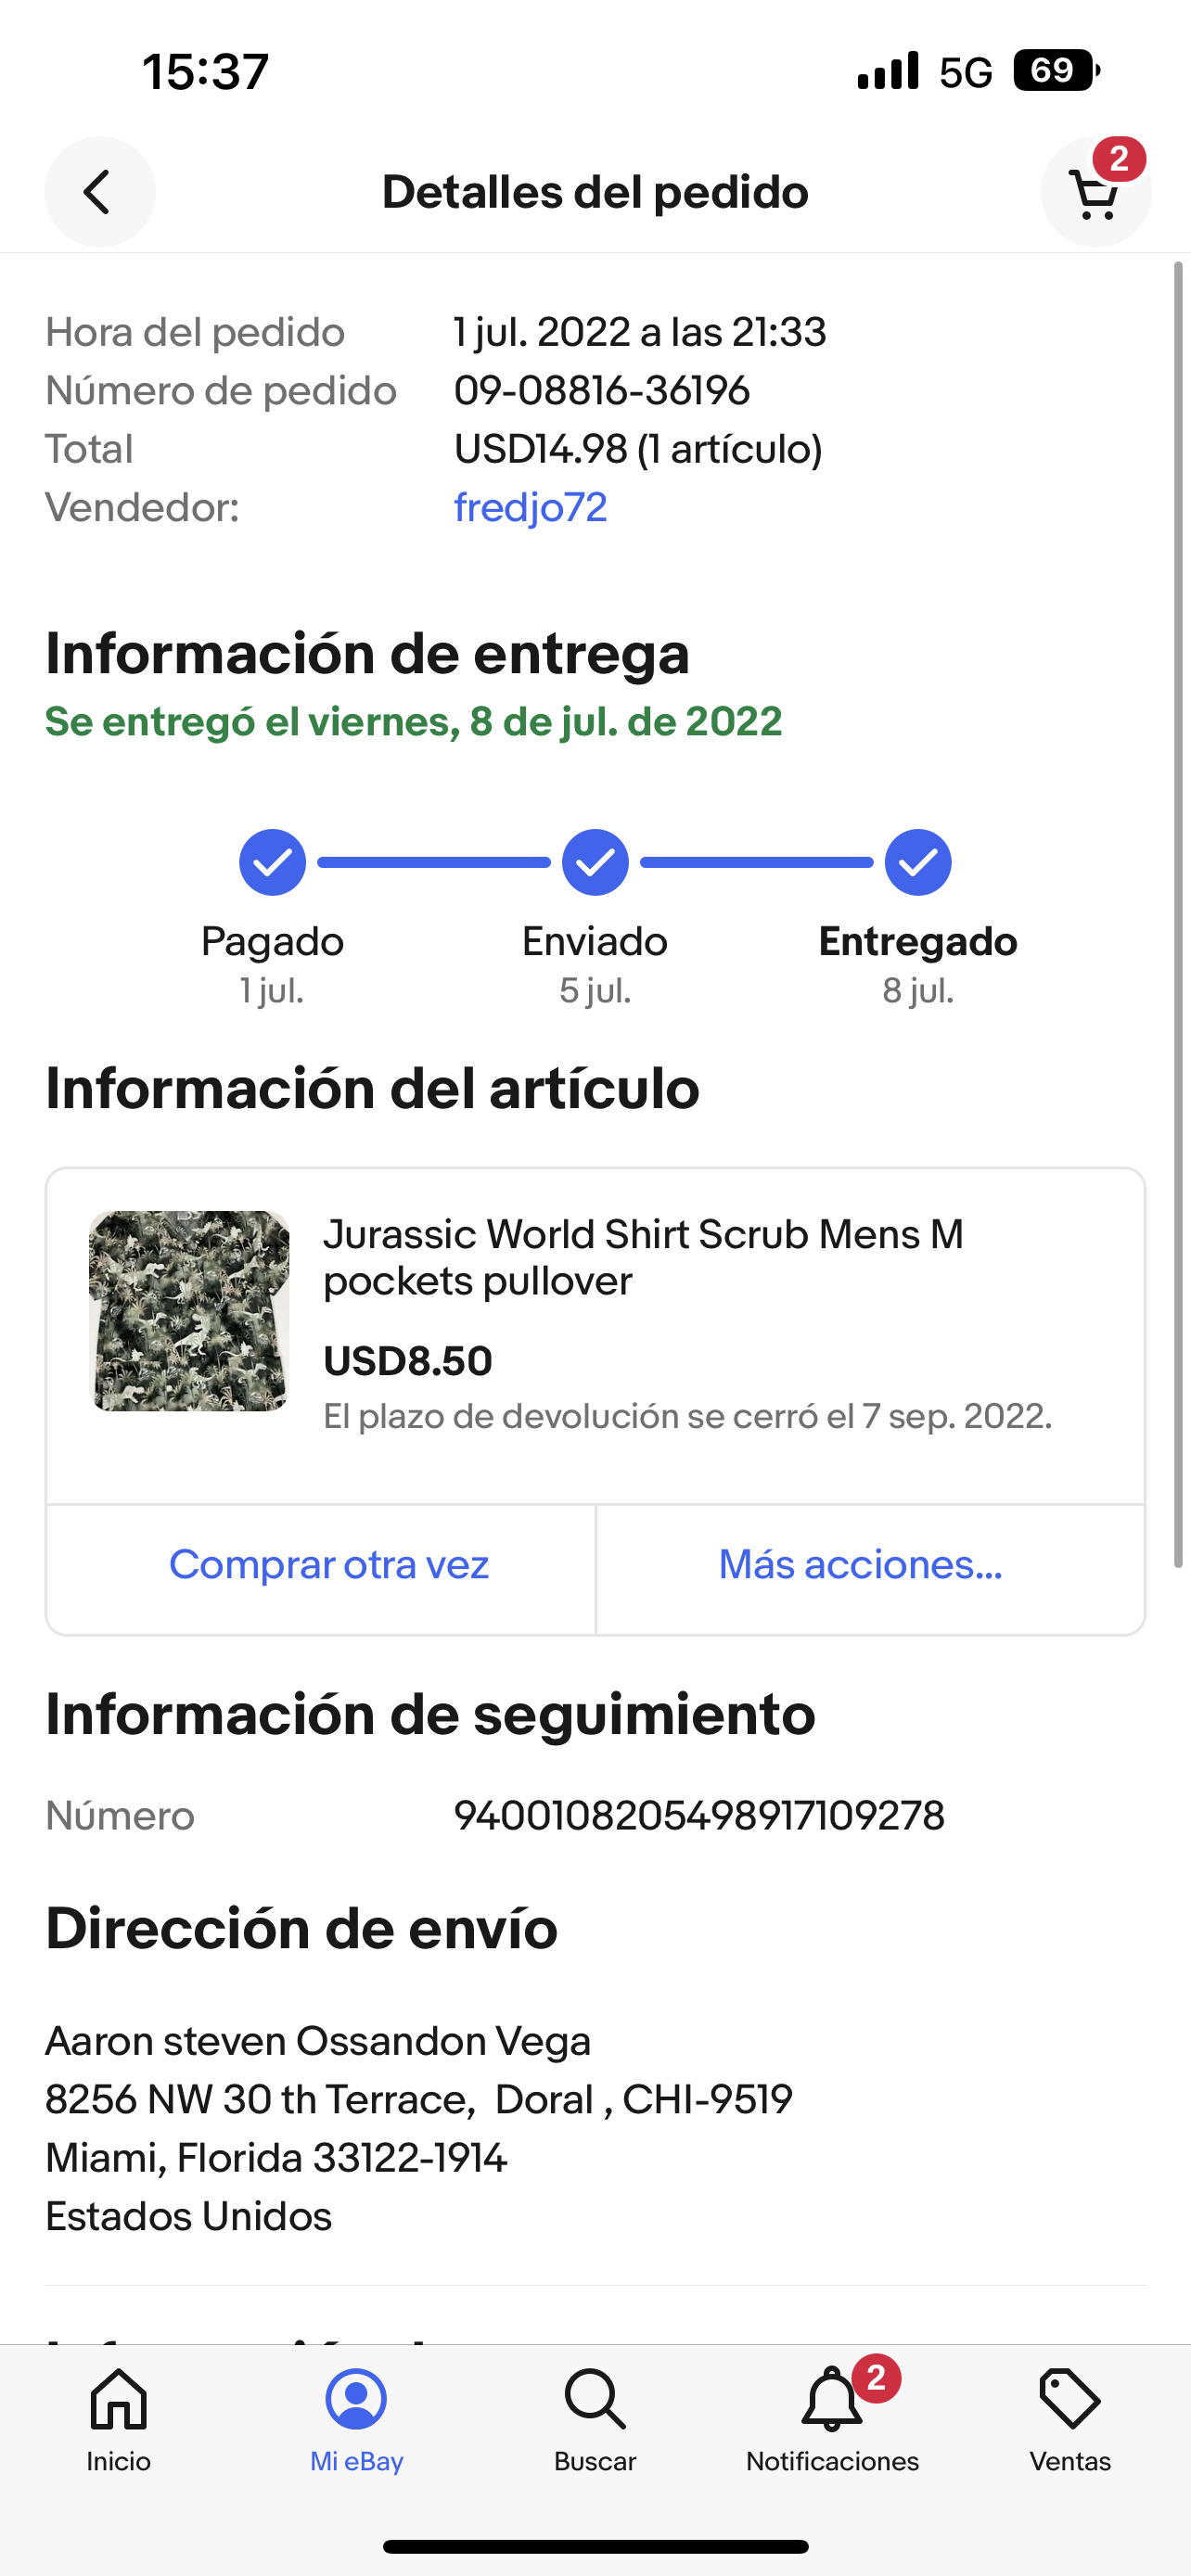 15:37
5G 69
2
Detalles del pedido
Hora del pedido 1 jul. 2022 a las 21:33
Número de pedido 09-08816-36196
Total USD14.98 (1 artículo)
Vendedor: fredjo72
Información de entrega
Se entregó el viernes, 8 de jul. de 2022
Pagado Enviado Entregado
1 jul. 5 jul. 8 jul.
Información del artículo
Jurassic World Shirt Scrub Mens M
pockets pullover
USD8.50
El plazo de devolución se cerró el 7 sep. 2022.
Comprar otra vez Más acciones...
Información de seguimiento
Número 9400108205498917109278
Dirección de envío
Aaron steven Ossandon Vega
8256 NW 30 th Terrace, Doral , CHI-9519
Miami, Florida 33122-1914
Estados Unidos
2
Inicio Mi eBay Buscar Notificaciones Ventas